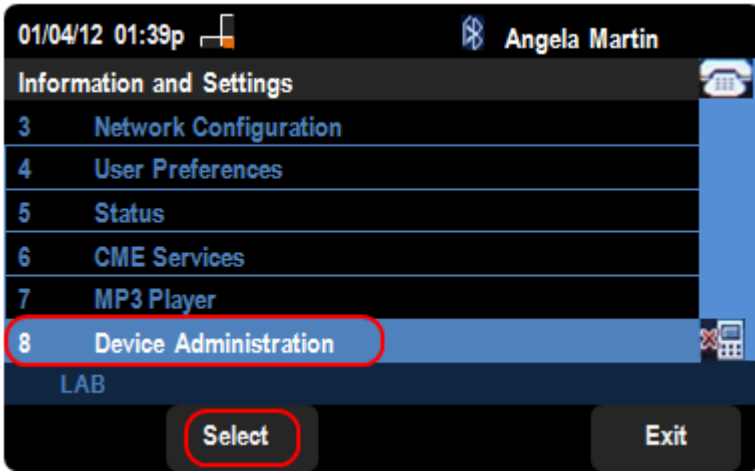 01/04/12 01:39p Angela Martin
Information and Settings
3 Network Configuration
4 User Preferences
5 Status
6 CME Services
7 MP3 Player
8 Device Administration
LAB
Select Exit